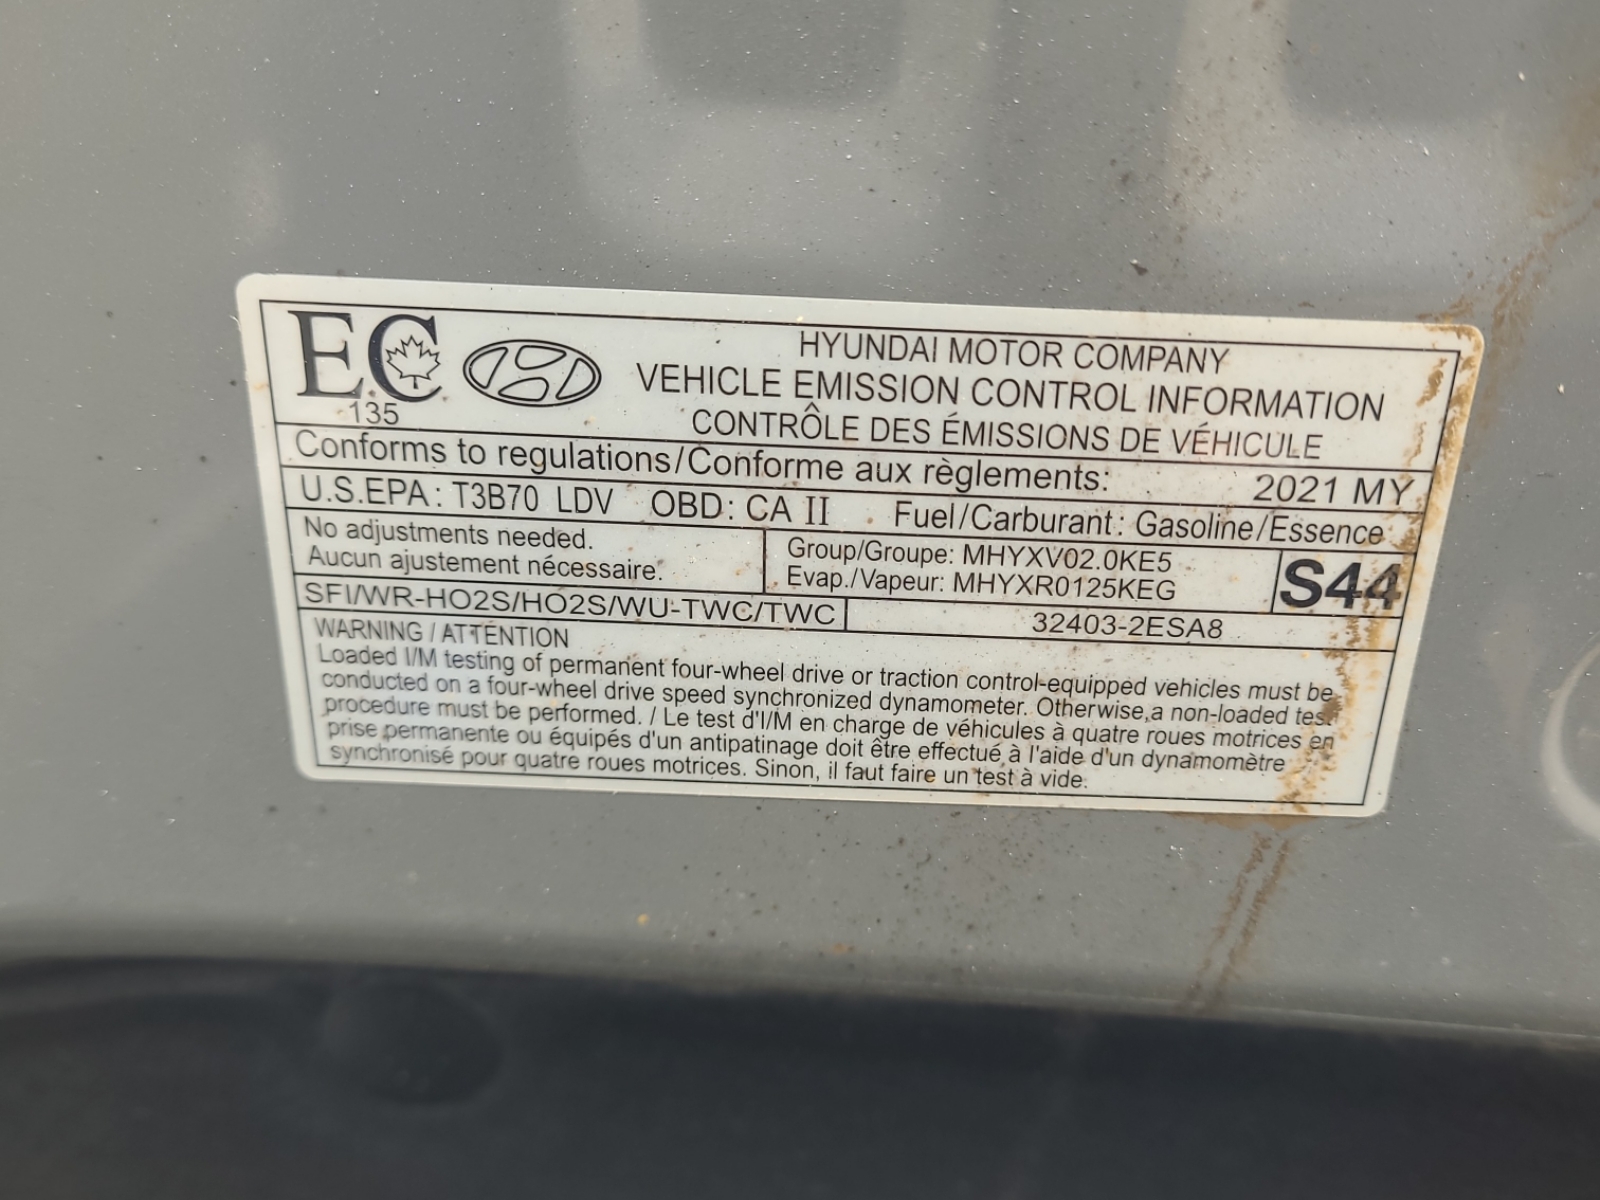 EC
135
HYUNDAI MOTOR COMPANY
VEHICLE EMISSION CONTROL INFORMATION
CONTRÔLE DES ÉMISSIONS DE VÉHICULE
Conforms to regulations/Conforme aux règlements: 2021 MY
U.S.EPA: T3B70 LDV OBD: CA II Fuel/Carburant: Gasoline/Essence
No adjustments needed.
Aucun ajustement nécessaire.
Group/Groupe: MHYXV02.0KE5
Evap./Vapeur: MHYXR0125KEG
S44
SFI/WR-HO2S/HO2S/WU-TWC/TWC
32403-2ESA8
WARNING / ATTENTION
Loaded I/M testing of permanent four-wheel drive or traction control-equipped vehicles must be
conducted on a four-wheel drive speed synchronized dynamometer. Otherwise,a non-loaded test
procedure must be performed. / Le test d'I/M en charge de véhicules à quatre roues motrices en
prise permanente ou équipés d'un antipatinage doit être effectué à l'aide d'un dynamomètre
synchronisé pour quatre roues motrices. Sinon, il faut faire un test à vide.